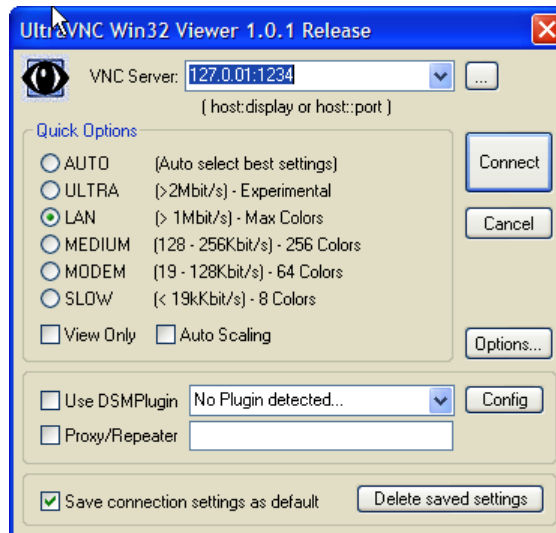 UltraVNC Win32 Viewer 1.0.1 Release
VNC Server: 127.0.01:1234 ...
( host:display or host::port )
Quick Options
AUTO (Auto select best settings)
ULTRA (>2Mbit/s) - Experimental
LAN (> 1Mbit/s) - Max Colors
MEDIUM (128 - 256Kbit/s) - 256 Colors
MODEM (19 - 128Kbit/s) - 64 Colors
SLOW (< 19kKbit/s) - 8 Colors
View Only Auto Scaling
Connect
Cancel
Options...
Use DSMPlugin No Plugin detected... Config
Proxy/Repeater
Save connection settings as default Delete saved settings